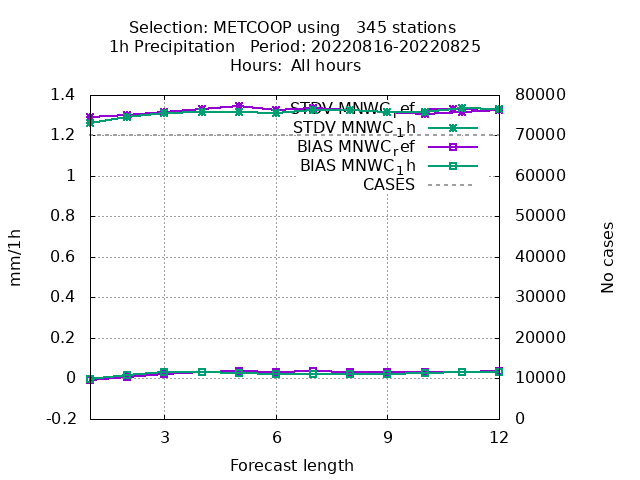 Selection: METCOOP using   345 stations
1h Precipitation   Period: 20220816-20220825
Hours:  All hours
1.4
1.2
1
0.8
0.6
0.4
0.2
0
-0.2
mm/1h
STDV MNWC_ref
STDV MNWC_1h
BIAS MNWC_ref
BIAS MNWC_1h
CASES
80000
70000
60000
50000
40000
30000
20000
10000
0
No cases
3
6
9
12
Forecast length